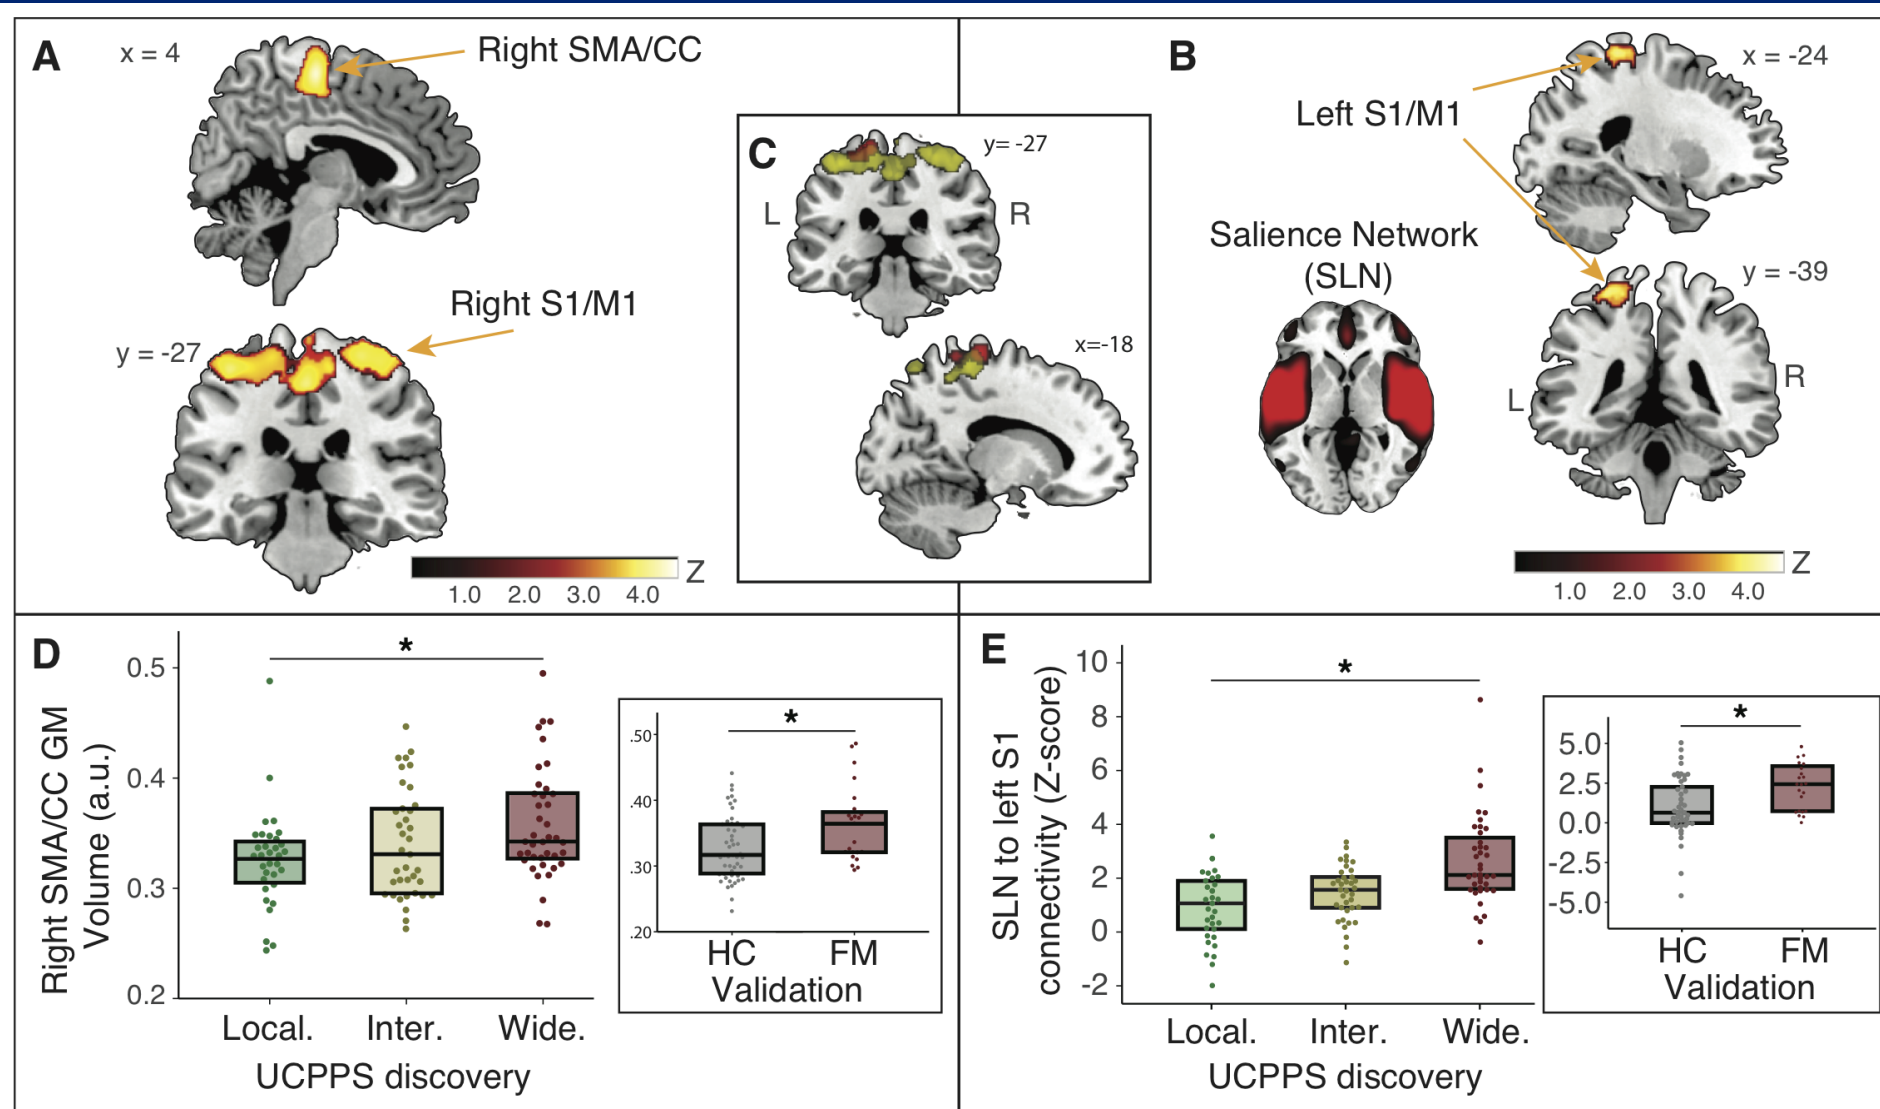 A
x = 4
Right SMA/CC
Right S1/M1
y = -27
Z
1.0 2.0 3.0 4.0
B
x = -24
Left S1/M1
Salience Network
(SLN)
y = -39
L
R
Z
1.0 2.0 3.0 4.0
C
y= -27
L
R
x=-18
D
Right SMA/CC GM
Volume (a.u.)
0.5
0.4
0.3
0.2
*
Local. Inter. Wide.
UCPPS discovery
*
.50
.40
.30
.20
HC FM
Validation
E
SLN to left S1
connectivity (Z-score)
10
8
6
4
2
0
-2
*
Local. Inter. Wide.
UCPPS discovery
*
5.0
2.5
0.0
-2.5
-5.0
HC FM
Validation